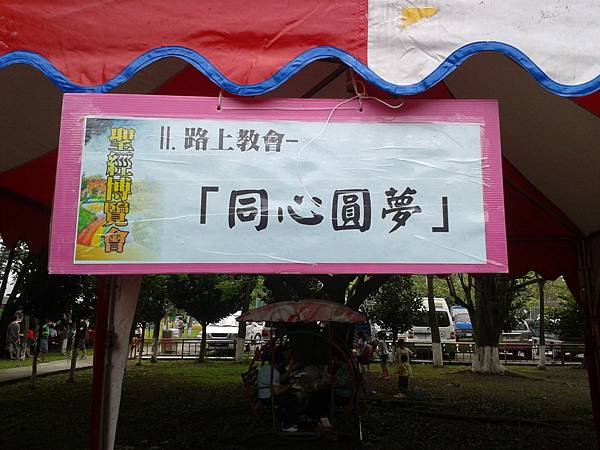 聖經博覽會
11. 路上教會-
「同心圓夢」